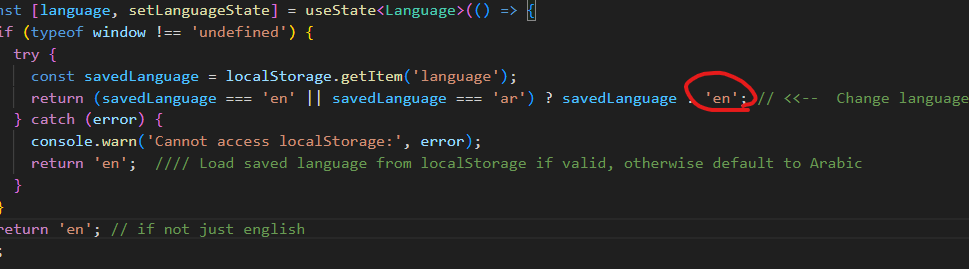 nst [language, setLanguageState] = useState<Language>(() => {
if (typeof window !== 'undefined') {
try {
const savedLanguage = localStorage.getItem('language');
return (savedLanguage === 'en' || savedLanguage === 'ar') ? savedLanguage : 'en'; // <<-- Change language
} catch (error) {
console.warn('Cannot access localStorage:', error);
return 'en'; //// Load saved language from localStorage if valid, otherwise default to Arabic
}
}
return 'en'; // if not just english
;